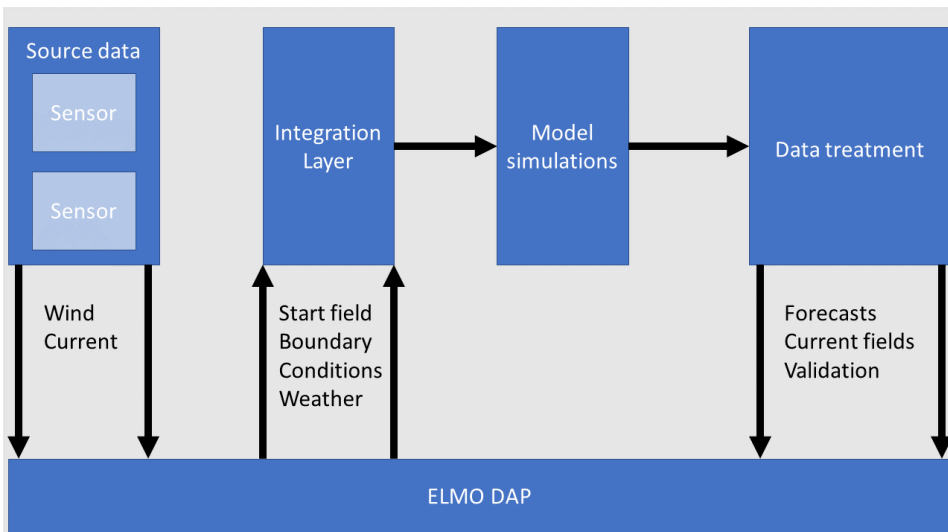 Source data
Sensor
Sensor
Integration
Layer
Model
simulations
Data treatment
Wind
Current
Start field
Boundary
Conditions
Weather
Forecasts
Current fields
Validation
ELMO DAP